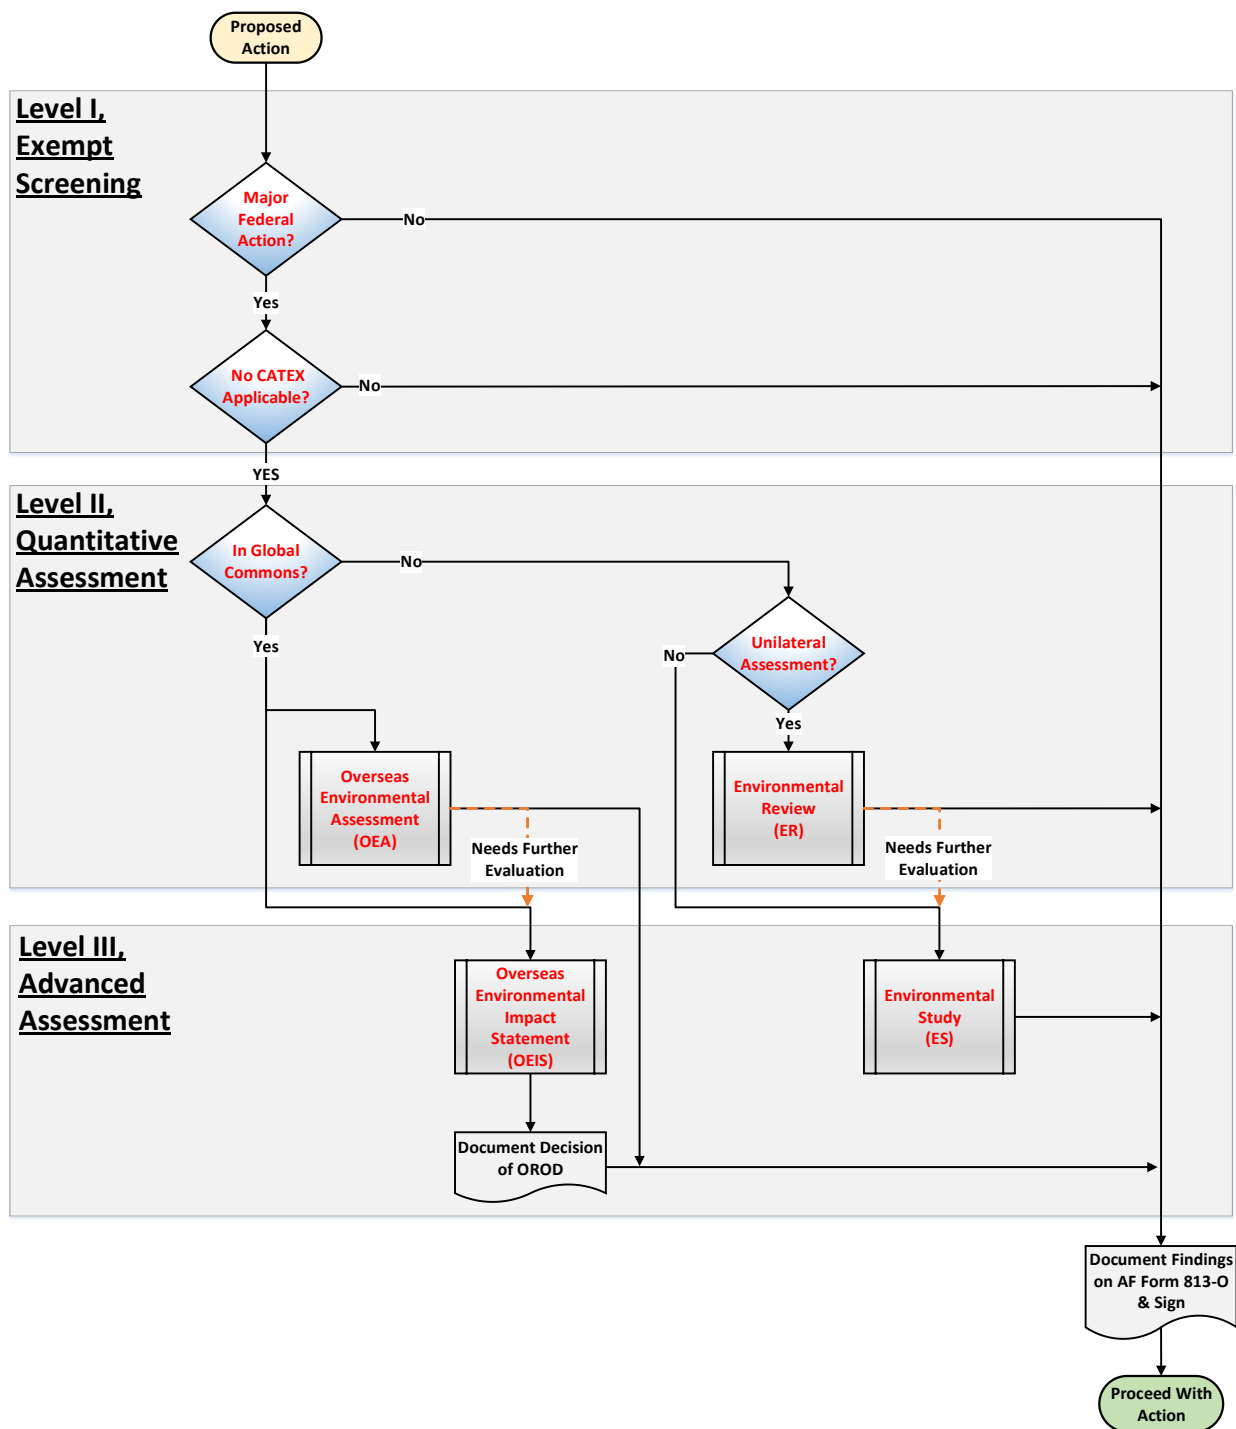 Proposed
Action
Level I,
Exempt
Screening
Major
Federal
Action?
No
Yes
No CATEX
Applicable?
No
YES
Level II,
Quantitative
Assessment
In Global
Commons?
No
Yes
Unilateral
Assessment?
No
Yes
Overseas
Environmental
Assessment
(OEA)
Needs Further
Evaluation
Environmental
Review
(ER)
Needs Further
Evaluation
Level III,
Advanced
Assessment
Overseas
Environmental
Impact
Statement
(OEIS)
Environmental
Study
(ES)
Document Decision
of OROD
Document Findings
on AF Form 813-O
& Sign
Proceed With
Action